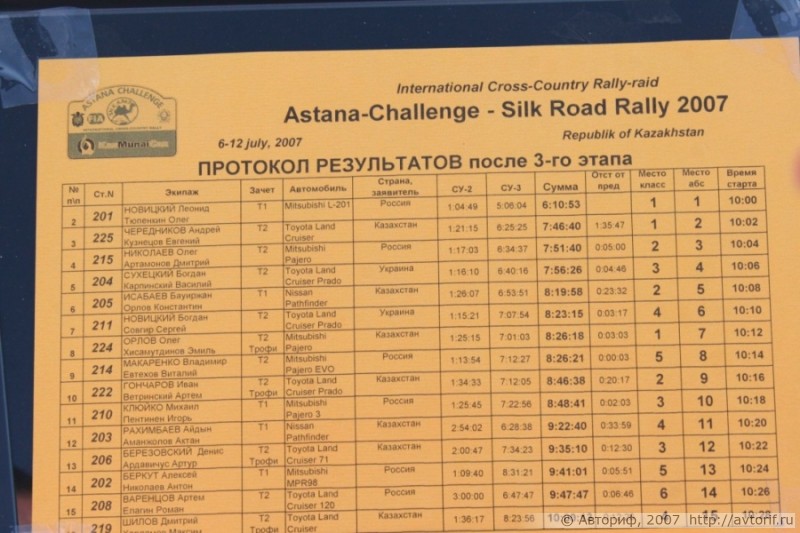 ASTANA CHALLENGE
FIA
INTERNATIONAL CROSS COUNTRY RALLY
KazMunaiGas
International Cross-Country Rally-raid
Astana-Challenge - Silk Road Rally 2007
6-12 july, 2007 Republik of Kazakhstan
ПРОТОКОЛ РЕЗУЛЬТАТОВ после 3-го этапа
№ п\п Ст.N Экипаж Зачет Автомобиль Страна, заявитель СУ-2 СУ-3 Сумма Отст от пред Место класс Место абс Время старта
2 201 НОВИЦКИЙ Леонид T1 Mitsubishi L-201 Россия 1:04:49 5:06:04 6:10:53 1 1 10:00
Тюпенкин Олег
3 225 ЧЕРЕДНИКОВ Андрей T2 Toyota Land Казахстан 1:21:15 6:25:25 7:46:40 1:35:47 1 2 10:02
Кузнецов Евгений Cruiser
4 215 НИКОЛАЕВ Олег T2 Mitsubishi Казахстан 1:17:03 6:34:37 7:51:40 0:05:00 2 3 10:04
Артамонов Дмитрий Pajero
5 204 СУХЕЦКИЙ Богдан T2 Toyota Land Украина 1:16:10 6:40:16 7:56:26 0:04:46 3 4 10:06
Карпинский Василий Cruiser Prado
6 205 ИСАБАЕВ Бауиржан T1 Nissan Казахстан 1:26:07 6:53:51 8:19:58 0:23:32 2 5 10:08
Орлов Константин Pathfinder
7 211 НОВИЦКИЙ Богдан T2 Toyota Land Украина 1:15:21 7:07:54 8:23:15 0:03:17 4 6 10:10
Совгир Сергей Cruiser Prado
8 224 ОРЛОВ Олег T2 Mitsubishi Казахстан 1:25:15 7:01:03 8:26:18 0:03:03 1 7 10:12
Хисамутдинов Эмиль Трофи Pajero
9 214 МАКАРЕНКО Владимир T2 Mitsubishi Россия 1:13:54 7:12:27 8:26:21 0:00:03 5 8 10:14
Евтехов Виталий Pajero EVO
10 222 ГОНЧАРОВ Иван T2 Toyota Land Казахстан 1:34:33 7:12:05 8:46:38 0:20:17 2 9 10:16
Ветринский Артем Трофи Cruiser Prado
11 210 КЛЮЙКО Михаил T1 Mitsubishi Россия 1:25:45 7:22:56 8:48:41 0:02:03 3 10 10:18
Пентинен Игорь Pajero 3
12 203 РАХИМБАЕВ Айдын T1 Nissan Казахстан 2:54:02 6:28:38 9:22:40 0:33:59 4 11 10:20
Аманжолов Актан Pathfinder
13 206 БЕРЕЗОВСКИЙ Денис T2 Toyota Land Казахстан 2:00:47 7:34:23 9:35:10 0:12:30 3 12 10:22
Ардавичус Артур Трофи Cruiser 71
14 202 БЕРКУТ Алексей T1 Mitsubishi Россия 1:09:40 8:31:21 9:41:01 0:05:51 5 13 10:24
Николаев Антон MPR98
15 208 ВАРЕНЦОВ Артем T2 Toyota Land Россия 3:00:00 6:47:47 9:47:47 0:06:46 6 14 10:26
Елагин Роман Cruiser 120
219 ШИЛОВ Дмитрий T2 Toyota Land Казахстан 1:36:17 8:23:56 15
Максим Трофи Cruiser
© Авториф, 2007 http://avtorif.ru